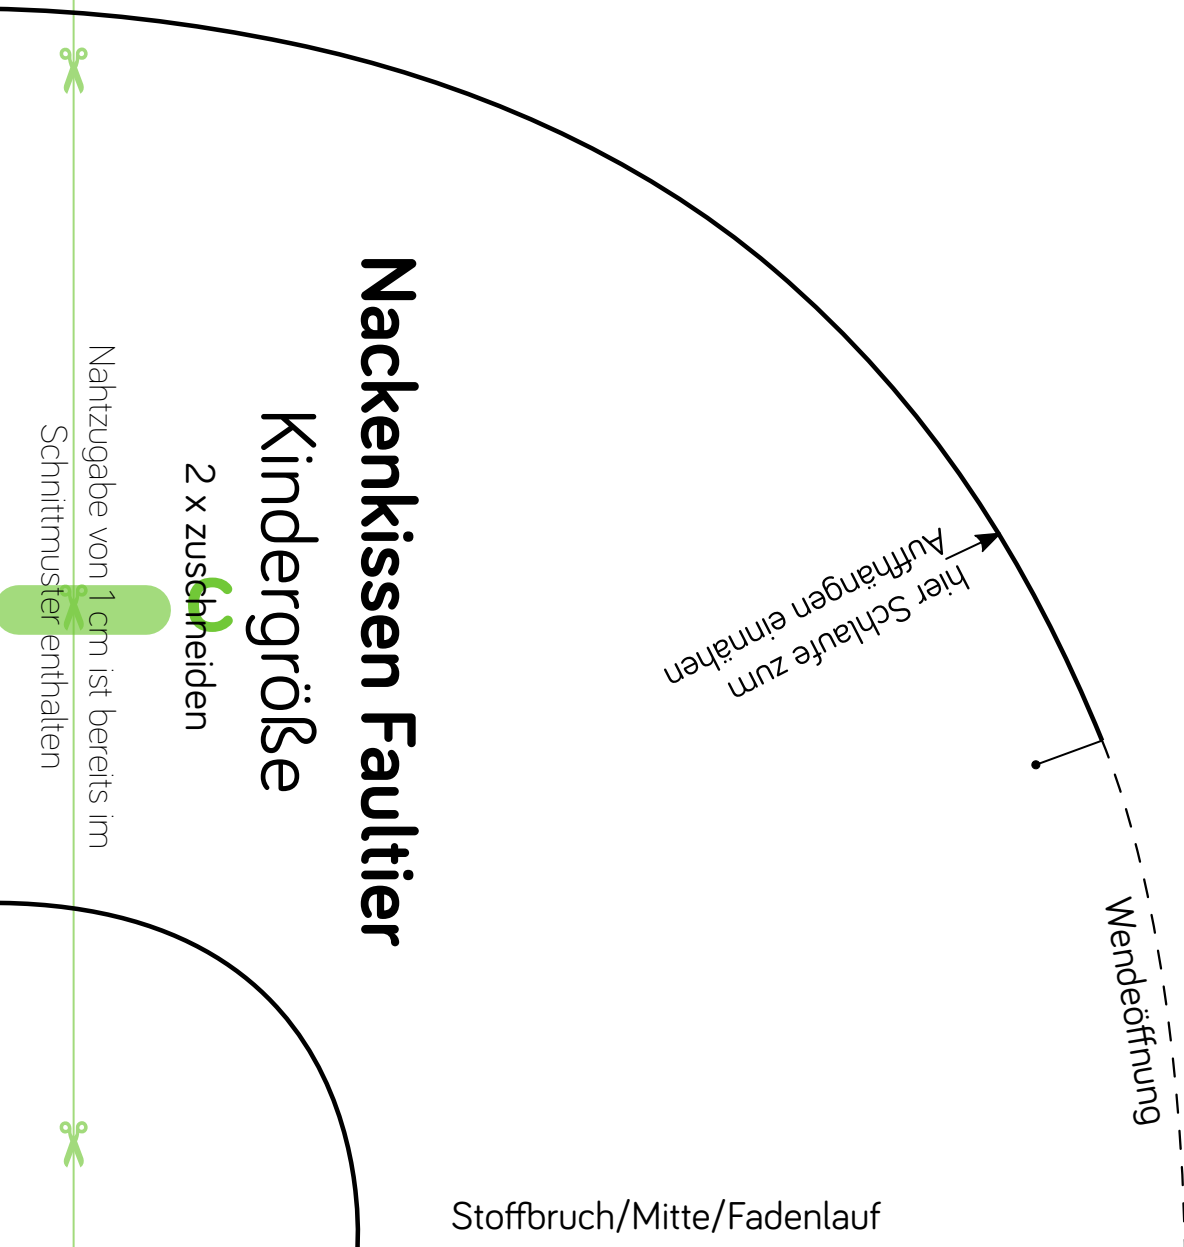 Nackenkissen Faultier
Kindergröße
2 x zuschneiden
Nahtzugabe von 1 cm ist bereits im
Schnittmuster enthalten
hier Schlaufe zum
Auffhängen einnähen
Wendeöffnung
Stoffbruch/Mitte/Fadenlauf